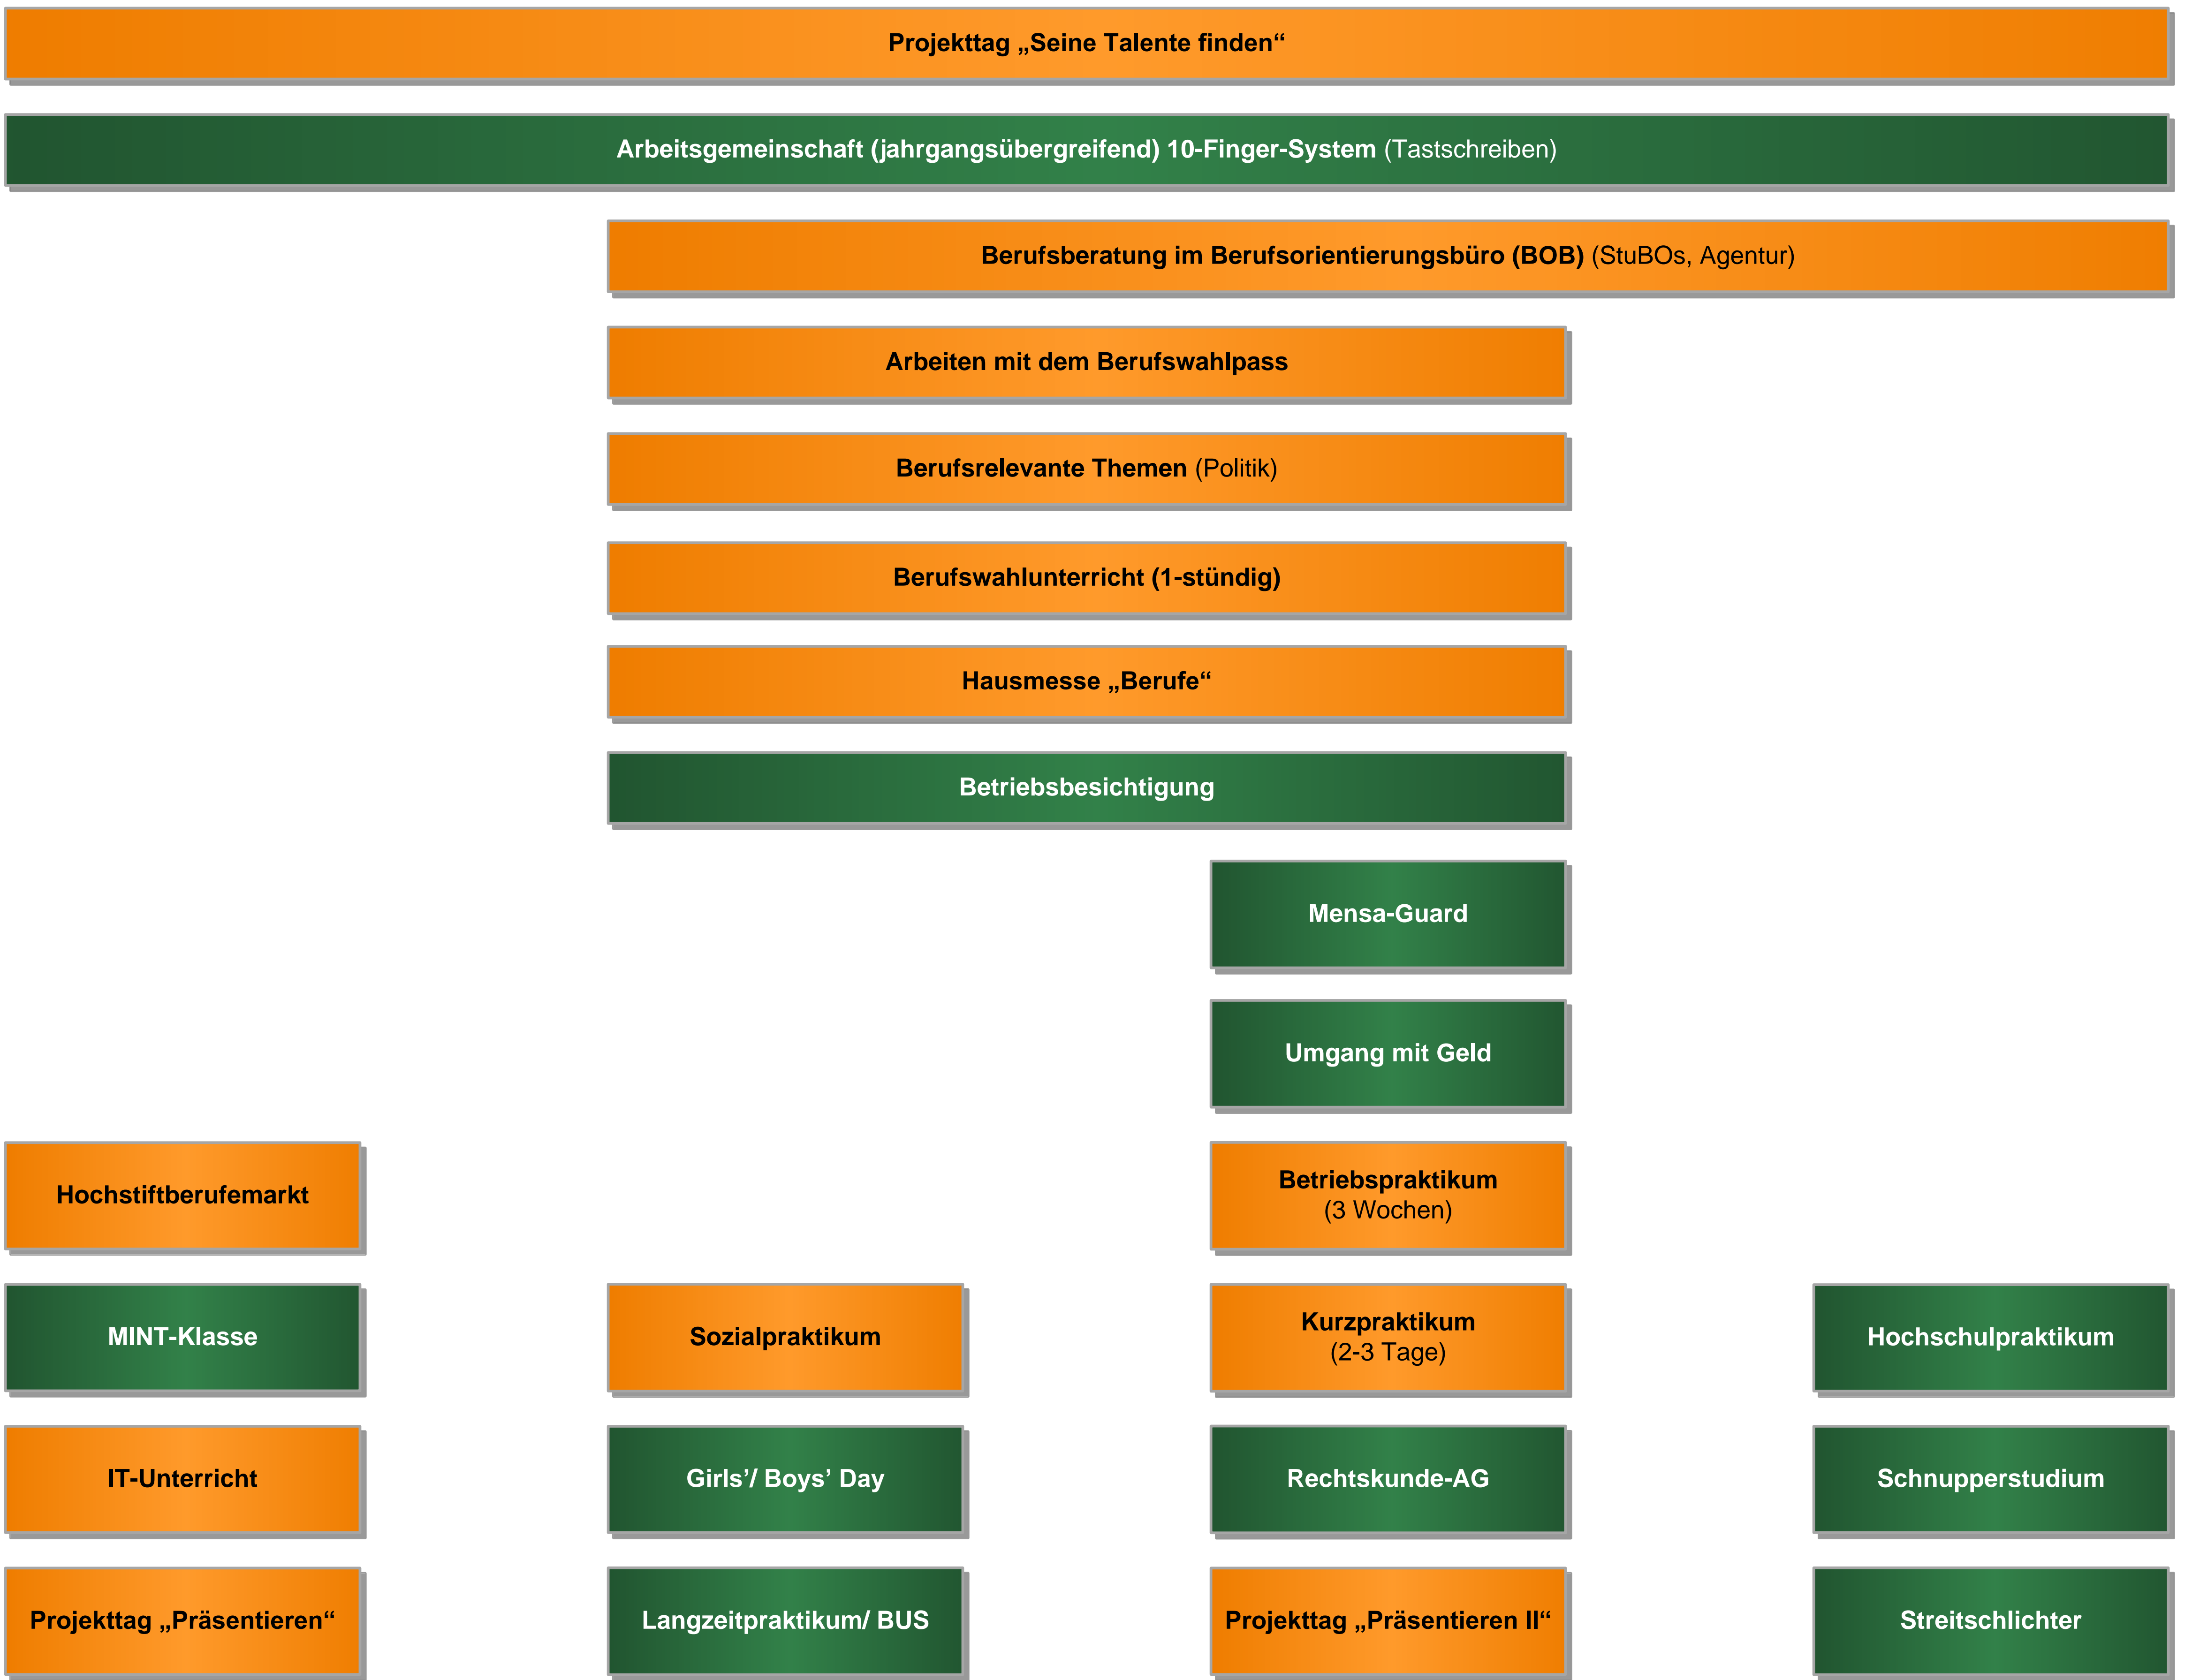 Projekttag „Seine Talente finden“
Arbeitsgemeinschaft (jahrgangsübergreifend) 10-Finger-System (Tastschreiben)
Berufsberatung im Berufsorientierungsbüro (BOB) (StuBOs, Agentur)
Arbeiten mit dem Berufswahlpass
Berufsrelevante Themen (Politik)
Berufswahlunterricht (1-stündig)
Hausmesse „Berufe“
Betriebsbesichtigung
Mensa-Guard
Umgang mit Geld
Hochstiftberufemarkt
Betriebspraktikum
(3 Wochen)
MINT-Klasse
Sozialpraktikum
Kurzpraktikum
(2-3 Tage)
Hochschulpraktikum
IT-Unterricht
Girls’/ Boys’ Day
Rechtskunde-AG
Schnupperstudium
Projekttag „Präsentieren“
Langzeitpraktikum/ BUS
Projekttag „Präsentieren II“
Streitschlichter